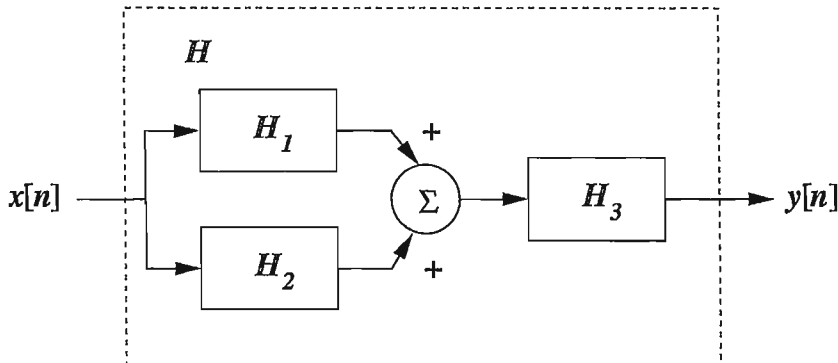 H
H1
+
x[n]
Σ
H3
y[n]
H2
+